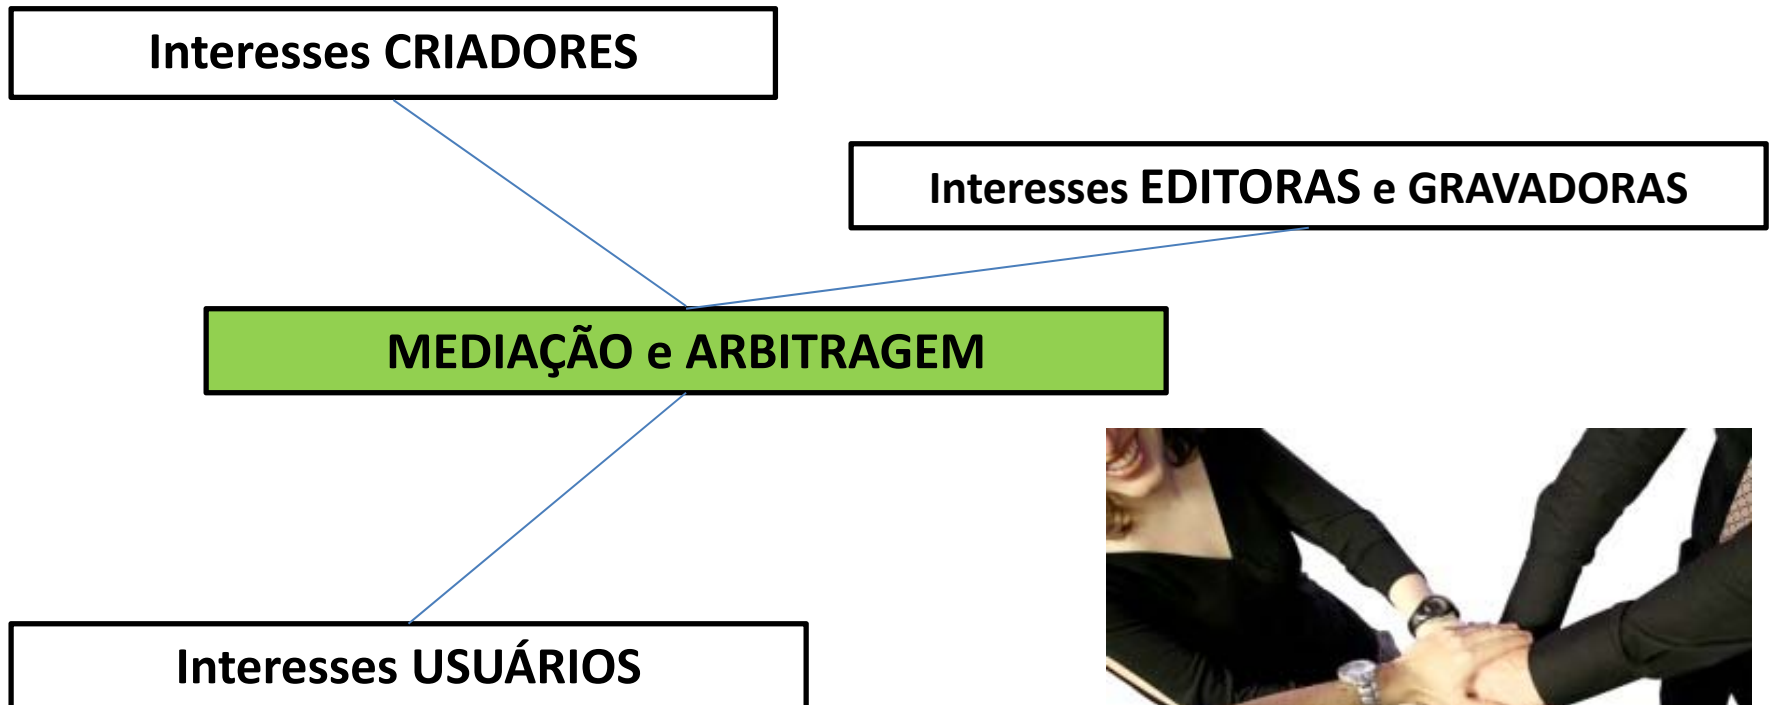 Interesses CRIADORES
Interesses EDITORAS e GRAVADORAS
MEDIAÇÃO e ARBITRAGEM
Interesses USUÁRIOS